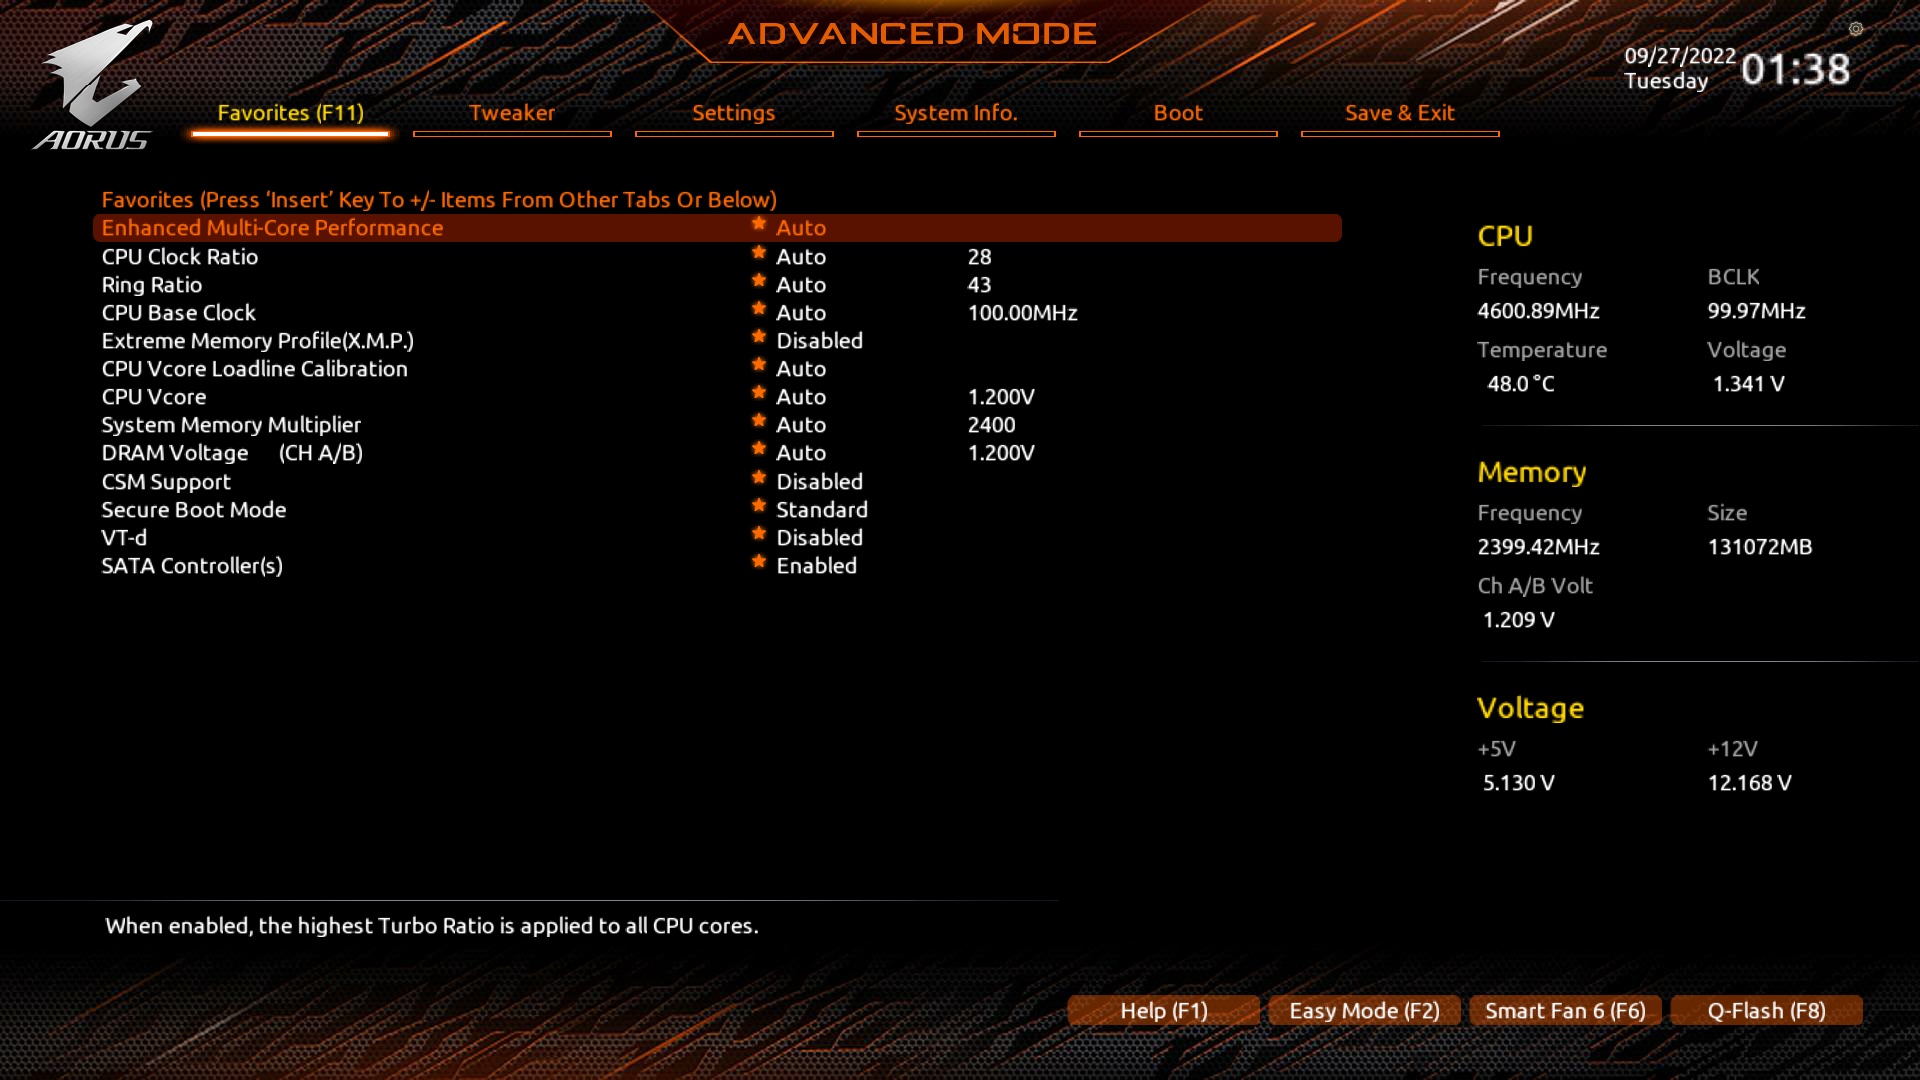 ADVANCED MODE
09/27/2022
Tuesday
01:38
AORUS
Favorites (F11)
Tweaker
Settings
System Info.
Boot
Save & Exit
Favorites (Press ‘Insert’ Key To +/- Items From Other Tabs Or Below)
Enhanced Multi-Core Performance Auto
CPU Clock Ratio Auto 28
Ring Ratio Auto 43
CPU Base Clock Auto 100.00MHz
Extreme Memory Profile(X.M.P.) Disabled
CPU Vcore Loadline Calibration Auto
CPU Vcore Auto 1.200V
System Memory Multiplier Auto 2400
DRAM Voltage (CH A/B) Auto 1.200V
CSM Support Disabled
Secure Boot Mode Standard
VT-d Disabled
SATA Controller(s) Enabled
CPU
Frequency BCLK
4600.89MHz 99.97MHz
Temperature Voltage
48.0 °C 1.341 V
Memory
Frequency Size
2399.42MHz 131072MB
Ch A/B Volt
1.209 V
Voltage
+5V +12V
5.130 V 12.168 V
When enabled, the highest Turbo Ratio is applied to all CPU cores.
Help (F1)
Easy Mode (F2)
Smart Fan 6 (F6)
Q-Flash (F8)